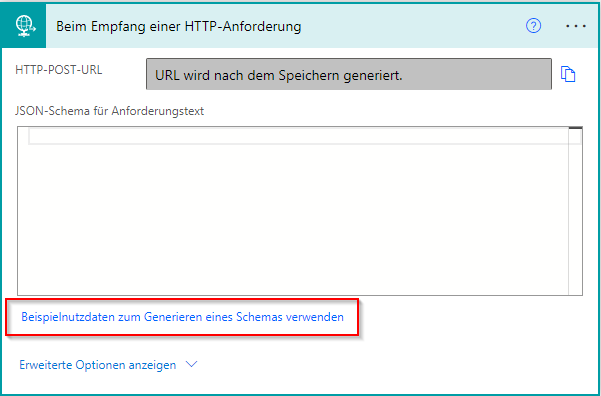 Beim Empfang einer HTTP-Anforderung
HTTP-POST-URL
URL wird nach dem Speichern generiert.
JSON-Schema für Anforderungstext
Beispielnutzdaten zum Generieren eines Schemas verwenden
Erweiterte Optionen anzeigen